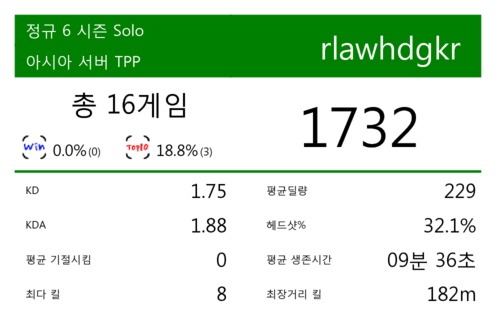 정규 6 시즌 Solo
아시아 서버 TPP
rlawhdgkr
총 16게임
Win 0.0% (0)
TOP10 18.8% (3)
1732
KD 1.75
평균딜량 229
KDA 1.88
헤드샷% 32.1%
평균 기절시킴 0
평균 생존시간 09분 36초
최다 킬 8
최장거리 킬 182m